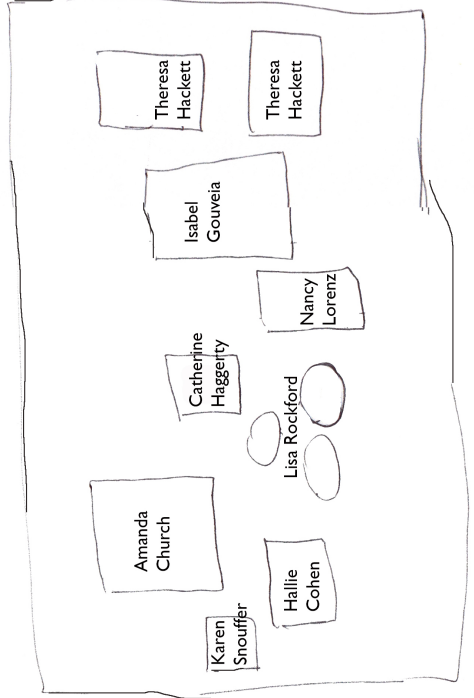 Karen
Snouffer
Amanda
Church
Hallie
Cohen
Lisa Rockford
Catherine
Haggerty
Nancy
Lorenz
Isabel
Gouveia
Theresa
Hackett
Theresa
Hackett